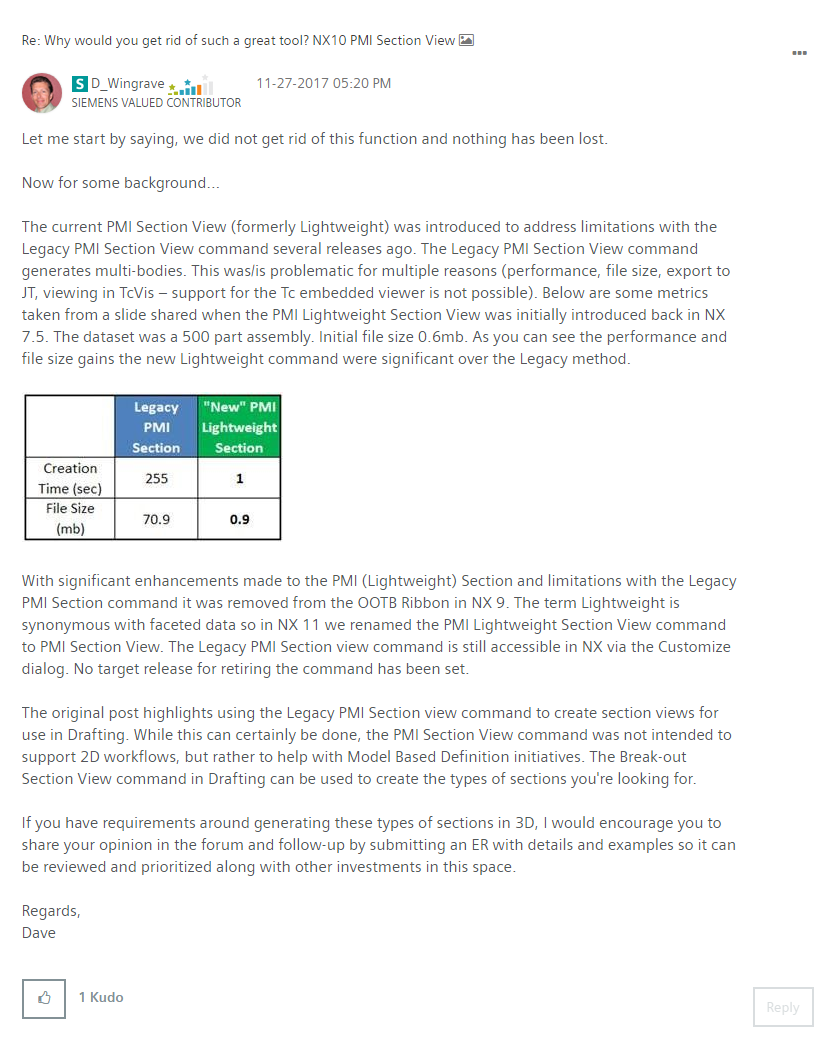 Re: Why would you get rid of such a great tool? NX10 PMI Section View
S D_Wingrave 11-27-2017 05:20 PM
SIEMENS VALUED CONTRIBUTOR
Let me start by saying, we did not get rid of this function and nothing has been lost.
Now for some background...
The current PMI Section View (formerly Lightweight) was introduced to address limitations with the
Legacy PMI Section View command several releases ago. The Legacy PMI Section View command
generates multi-bodies. This was/is problematic for multiple reasons (performance, file size, export to
JT, viewing in TcVis – support for the Tc embedded viewer is not possible). Below are some metrics
taken from a slide shared when the PMI Lightweight Section View was initially introduced back in NX
7.5. The dataset was a 500 part assembly. Initial file size 0.6mb. As you can see the performance and
file size gains the new Lightweight command were significant over the Legacy method.
Legacy "New" PMI
PMI Lightweight
Section Section
Creation
Time (sec) 255 1
File Size
(mb) 70.9 0.9
With significant enhancements made to the PMI (Lightweight) Section and limitations with the Legacy
PMI Section command it was removed from the OOTB Ribbon in NX 9. The term Lightweight is
synonymous with faceted data so in NX 11 we renamed the PMI Lightweight Section View command
to PMI Section View. The Legacy PMI Section view command is still accessible in NX via the Customize
dialog. No target release for retiring the command has been set.
The original post highlights using the Legacy PMI Section view command to create section views for
use in Drafting. While this can certainly be done, the PMI Section View command was not intended to
support 2D workflows, but rather to help with Model Based Definition initiatives. The Break-out
Section View command in Drafting can be used to create the types of sections you're looking for.
If you have requirements around generating these types of sections in 3D, I would encourage you to
share your opinion in the forum and follow-up by submitting an ER with details and examples so it can
be reviewed and prioritized along with other investments in this space.
Regards,
Dave
1 Kudo
Reply